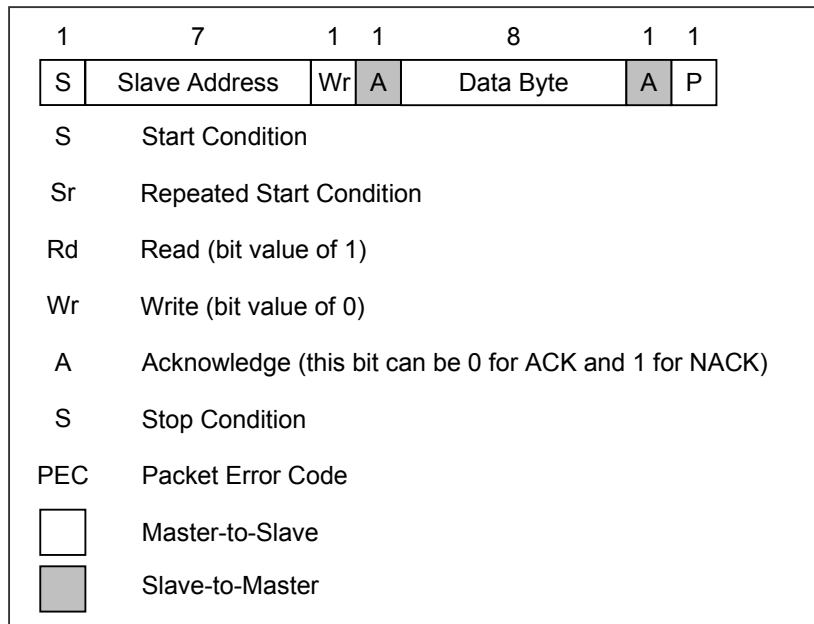 1 7 1 1 8 1 1
S Slave Address Wr A Data Byte A P
S Start Condition
Sr Repeated Start Condition
Rd Read (bit value of 1)
Wr Write (bit value of 0)
A Acknowledge (this bit can be 0 for ACK and 1 for NACK)
S Stop Condition
PEC Packet Error Code
Master-to-Slave
Slave-to-Master